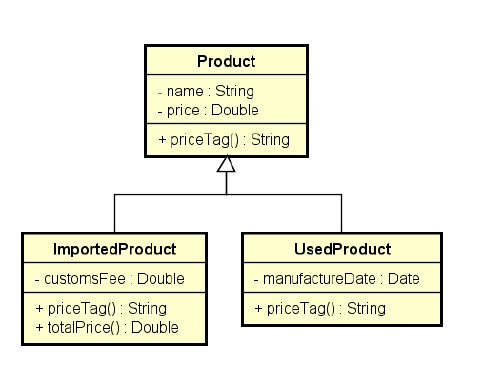 Product
- name : String
- price : Double
+ priceTag() : String
ImportedProduct
- customsFee : Double
+ priceTag() : String
+ totalPrice() : Double
UsedProduct
- manufactureDate : Date
+ priceTag() : String